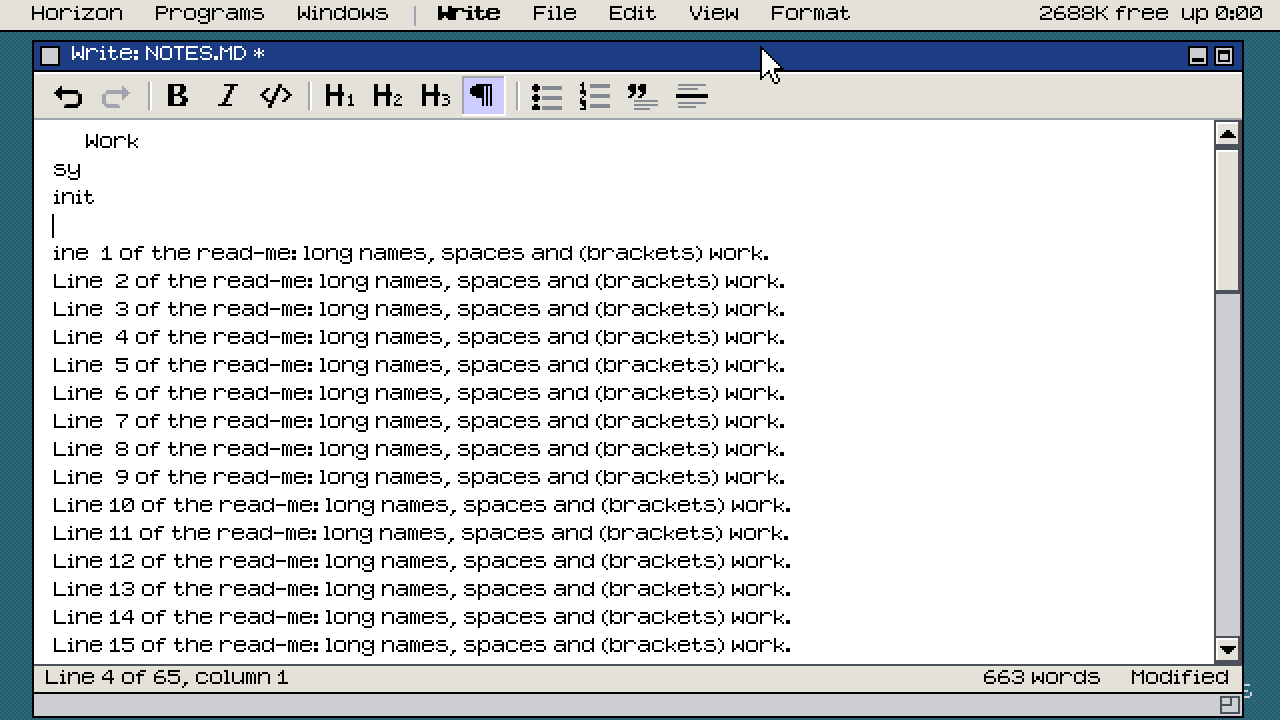 Horizon Programs Windows Write File Edit View Format 2688K free up 0:00
Write: NOTES.MD *
B I </> H1 H2 H3 ¶
Work
sy
init
ine 1 of the read-me: long names, spaces and (brackets) work.
Line 2 of the read-me: long names, spaces and (brackets) work.
Line 3 of the read-me: long names, spaces and (brackets) work.
Line 4 of the read-me: long names, spaces and (brackets) work.
Line 5 of the read-me: long names, spaces and (brackets) work.
Line 6 of the read-me: long names, spaces and (brackets) work.
Line 7 of the read-me: long names, spaces and (brackets) work.
Line 8 of the read-me: long names, spaces and (brackets) work.
Line 9 of the read-me: long names, spaces and (brackets) work.
Line 10 of the read-me: long names, spaces and (brackets) work.
Line 11 of the read-me: long names, spaces and (brackets) work.
Line 12 of the read-me: long names, spaces and (brackets) work.
Line 13 of the read-me: long names, spaces and (brackets) work.
Line 14 of the read-me: long names, spaces and (brackets) work.
Line 15 of the read-me: long names, spaces and (brackets) work.
Line 4 of 65, column 1 663 words Modified